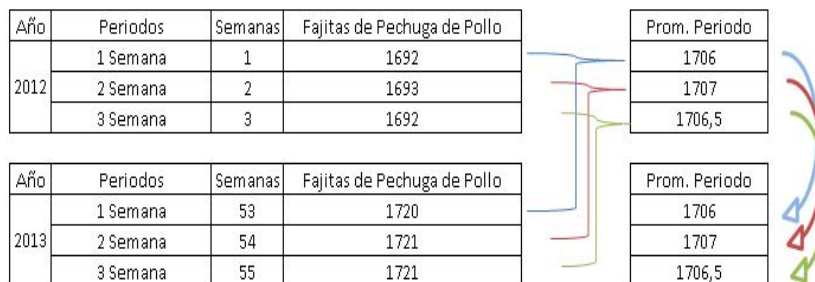 Año Periodos Semanas Fajitas de Pechuga de Pollo Prom. Periodo
1 Semana 1 1692 1706
2012 2 Semana 2 1693 1707
3 Semana 3 1692 1706,5
Año Periodos Semanas Fajitas de Pechuga de Pollo Prom. Periodo
1 Semana 53 1720 1706
2013 2 Semana 54 1721 1707
3 Semana 55 1721 1706,5